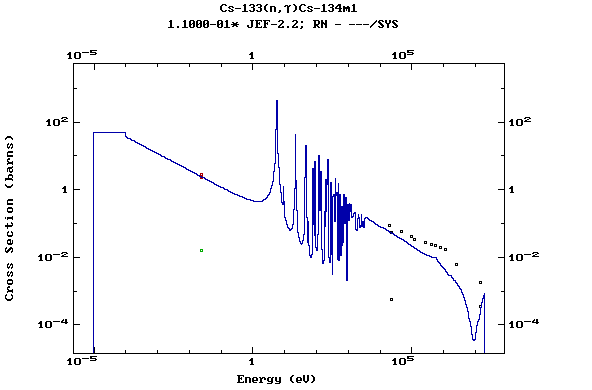 Cs-133(n,γ)Cs-134m1
1.1000-01* JEF-2.2; RN - ---/SYS
10⁻⁵ 1 10⁵
10² 10²
1 1
10⁻² 10⁻²
10⁻⁴ 10⁻⁴
Cross Section (barns)
10⁻⁵ 1 10⁵
Energy (eV)